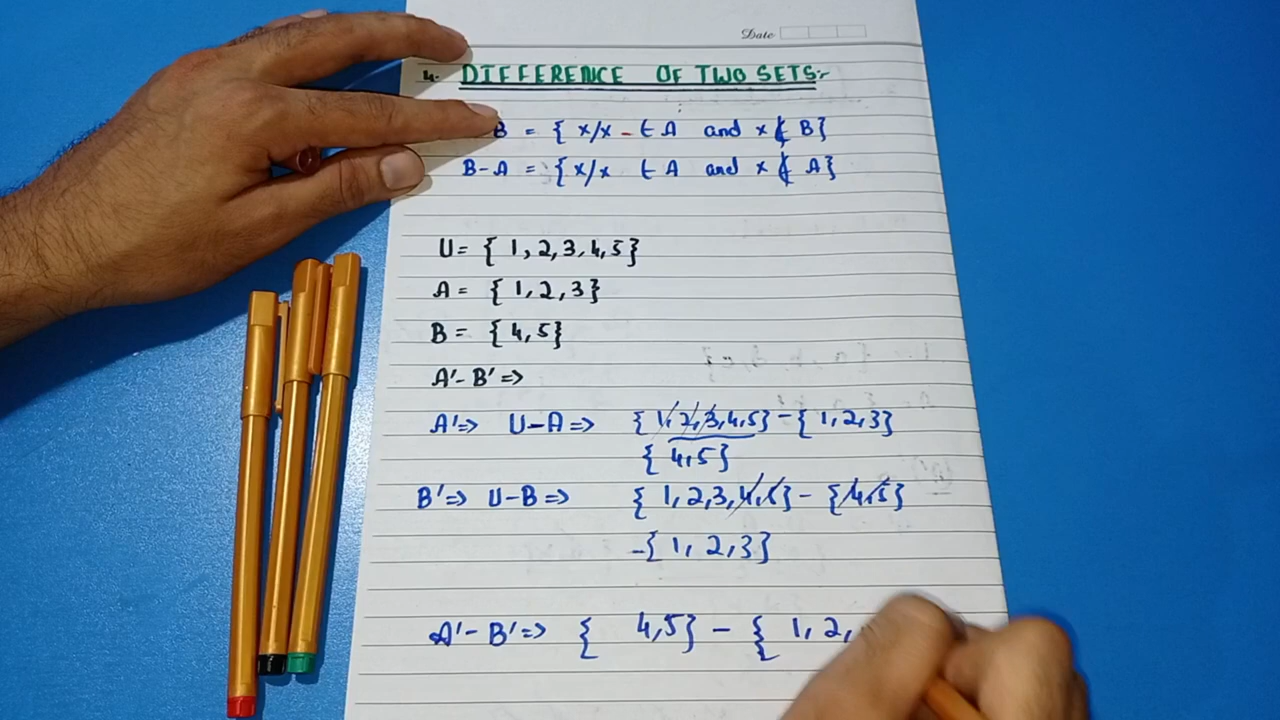 Date
4. DIFFERENCE OF TWO SETS:-
B = { x/x - ∈ A and x ∉ B}
B-A = {x/x ∈ A and x ∉ A}
U = { 1,2,3,4,5}
A = { 1,2,3}
B = { 4,5}
A'-B' =>
A' => U-A => { 1,2,3,4,5} - { 1,2,3}
{ 4,5}
B' => U-B => { 1,2,3,4,5} - {4,5}
-{ 1,2,3}
A'-B' => { 4,5} - { 1,2,